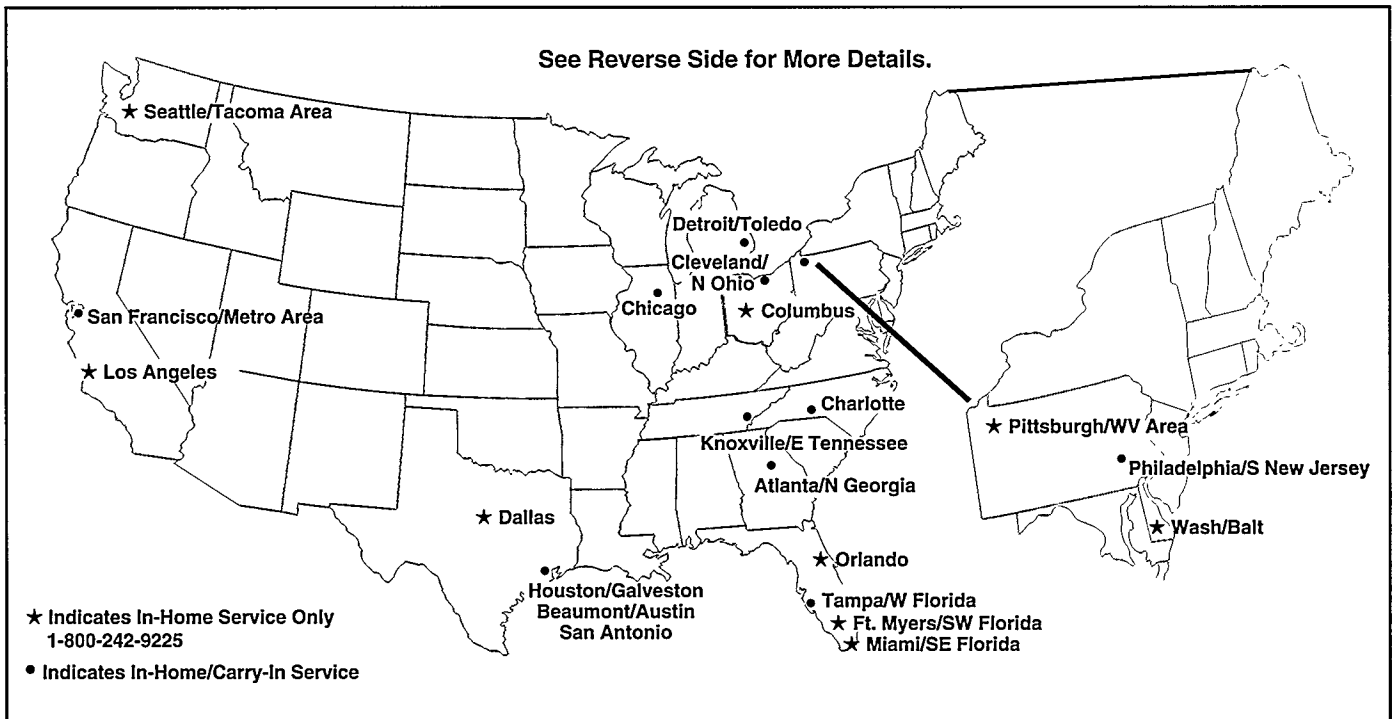 See Reverse Side for More Details.
★ Seattle/Tacoma Area
Detroit/Toledo
Cleveland/
N Ohio
Chicago
★ Columbus
San Francisco/Metro Area
★ Los Angeles
Charlotte
Knoxville/E Tennessee
Atlanta/N Georgia
★ Pittsburgh/WV Area
Philadelphia/S New Jersey
★ Wash/Balt
★ Dallas
★ Orlando
Houston/Galveston
Beaumont/Austin
San Antonio
Tampa/W Florida
★ Ft. Myers/SW Florida
★ Miami/SE Florida
★ Indicates In-Home Service Only
1-800-242-9225
• Indicates In-Home/Carry-In Service